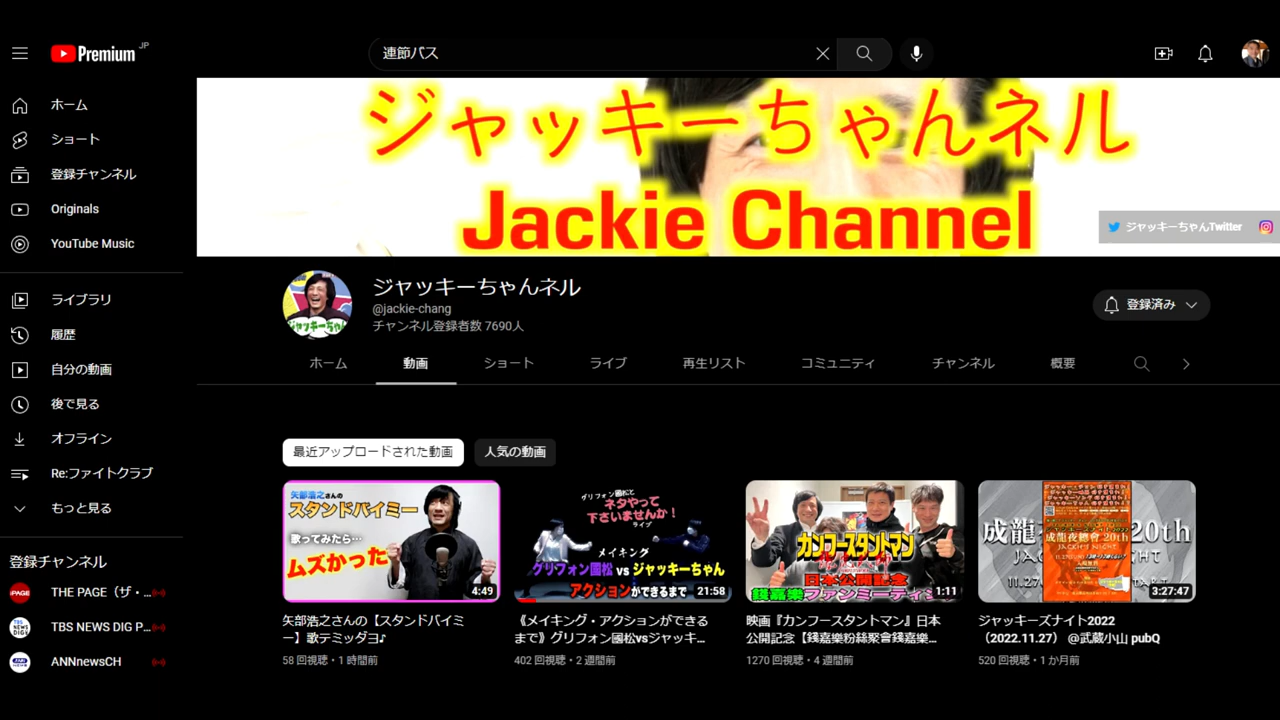 Premium JP
連節バス
ホーム
ショート
登録チャンネル
Originals
YouTube Music
ライブラリ
履歴
自分の動画
後で見る
オフライン
Re:ファイトクラブ
もっと見る
登録チャンネル
THE PAGE（ザ・...
TBS NEWS DIG P...
ANNnewsCH
ジャッキーちゃんネル
Jackie Channel
ジャッキーちゃんTwitter
ジャッキーちゃんネル
@jackie-chang
チャンネル登録者数 7690人
登録済み
ホーム
動画
ショート
ライブ
再生リスト
コミュニティ
チャンネル
概要
最近アップロードされた動画
人気の動画
矢部浩之さんの
スタンドバイミー
歌ってみたら…
ムズかった
4:49
矢部浩之さんの【スタンドバイミ
ー】歌テミッダヨ♪
58 回視聴・1 時間前
グリフォン國松と
ネタやって
下さいませんか！
ライブ
メイキング
グリフォン國松 vs ジャッキーちゃん
アクションができるまで
21:58
《メイキング・アクションができる
まで》グリフォン國松vsジャッキ...
402 回視聴・2 週間前
カンフースタントマン
日本公開記念
銭嘉樂ファンミーティング
1:11
映画『カンフースタントマン』日本
公開記念【錢嘉樂粉絲聚會錢嘉樂...
1270 回視聴・4 週間前
成龍 20th
成龍夜總會 20th
3:27:47
ジャッキーズナイト2022
（2022.11.27） @武蔵小山 pubQ
520 回視聴・1 か月前